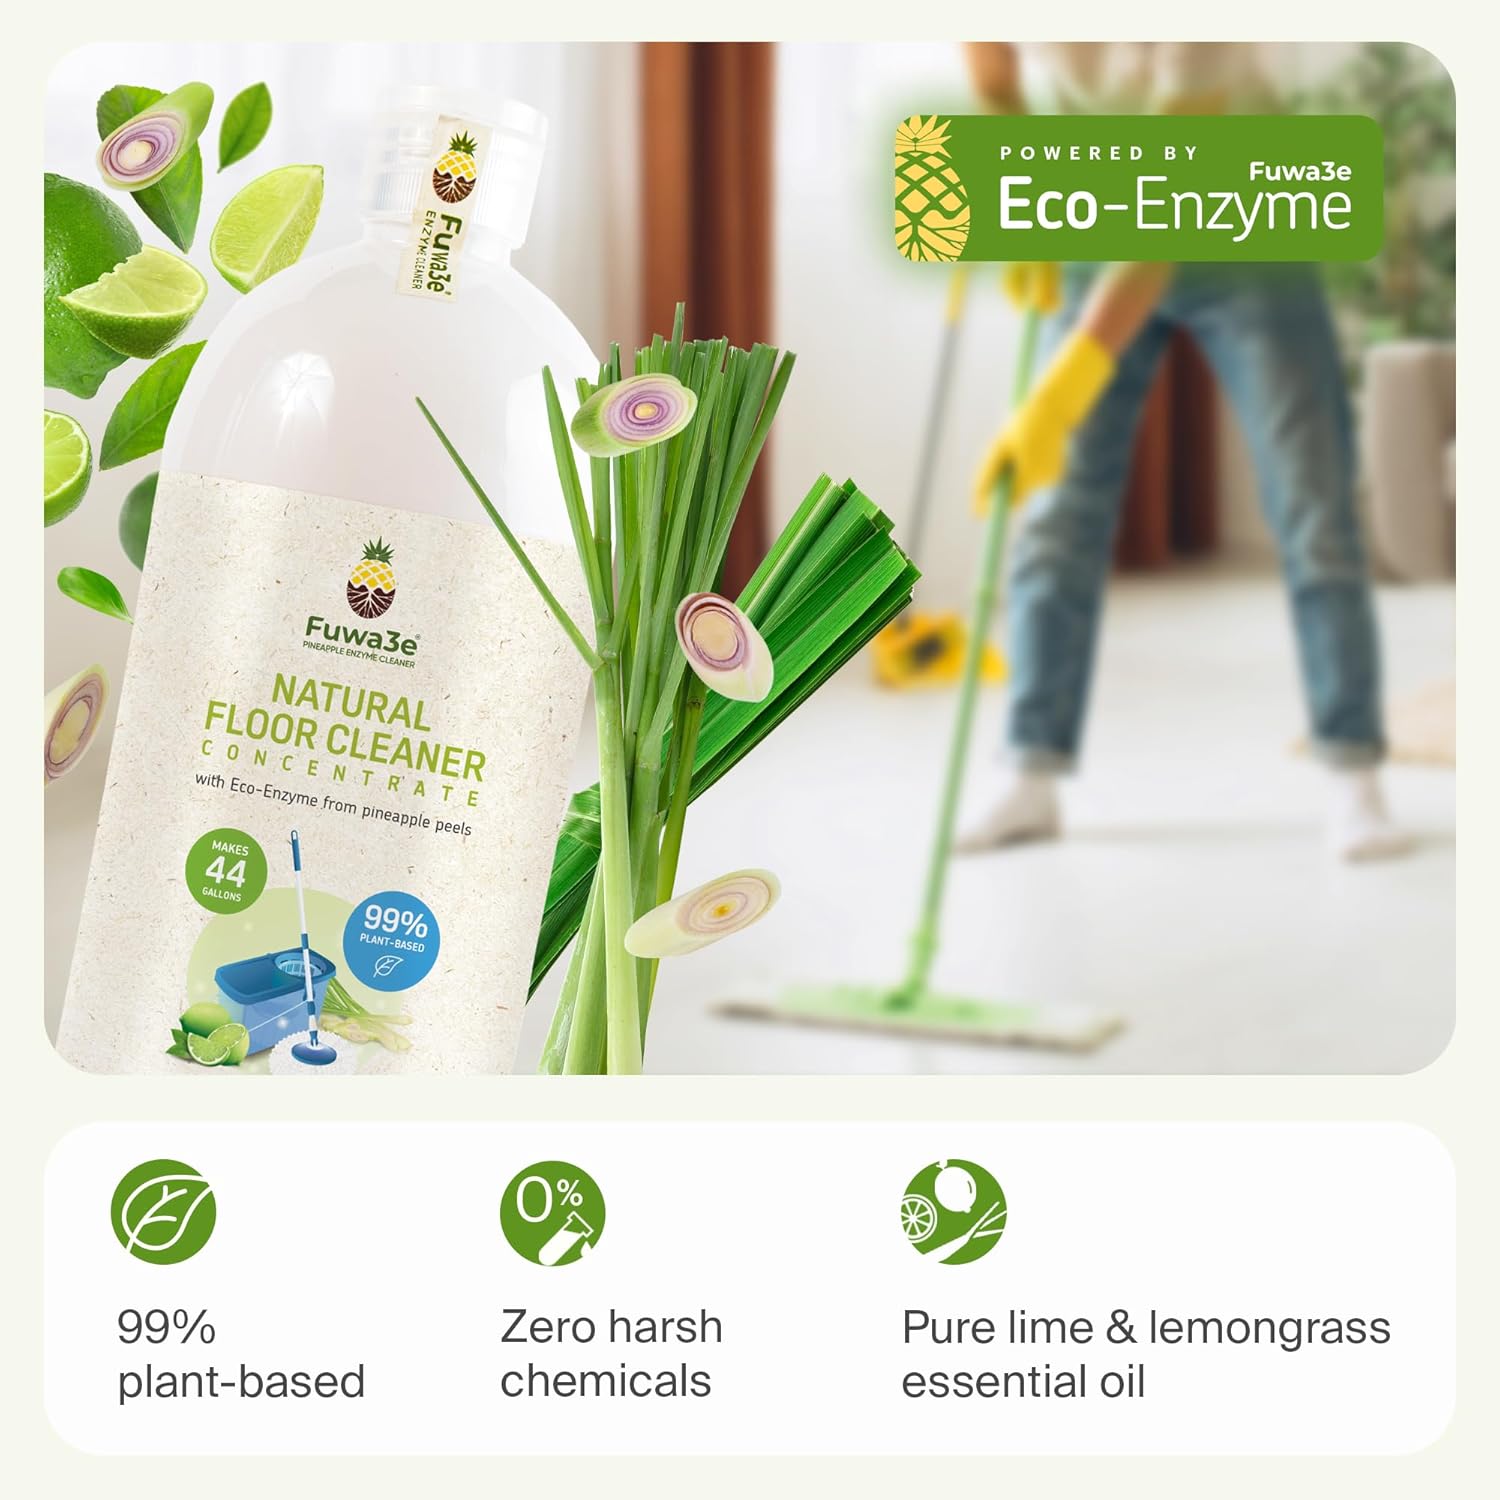 POWERED BY
Fuwa3e
Eco-Enzyme
Fuwa3e
ENZYME CLEANER
Fuwa3e®
PINEAPPLE ENZYME CLEANER
NATURAL
FLOOR CLEANER
CONCENTRATE
with Eco-Enzyme from pineapple peels
MAKES
44
GALLONS
99%
PLANT-BASED
0%
99%
plant-based
Zero harsh
chemicals
Pure lime & lemongrass
essential oil